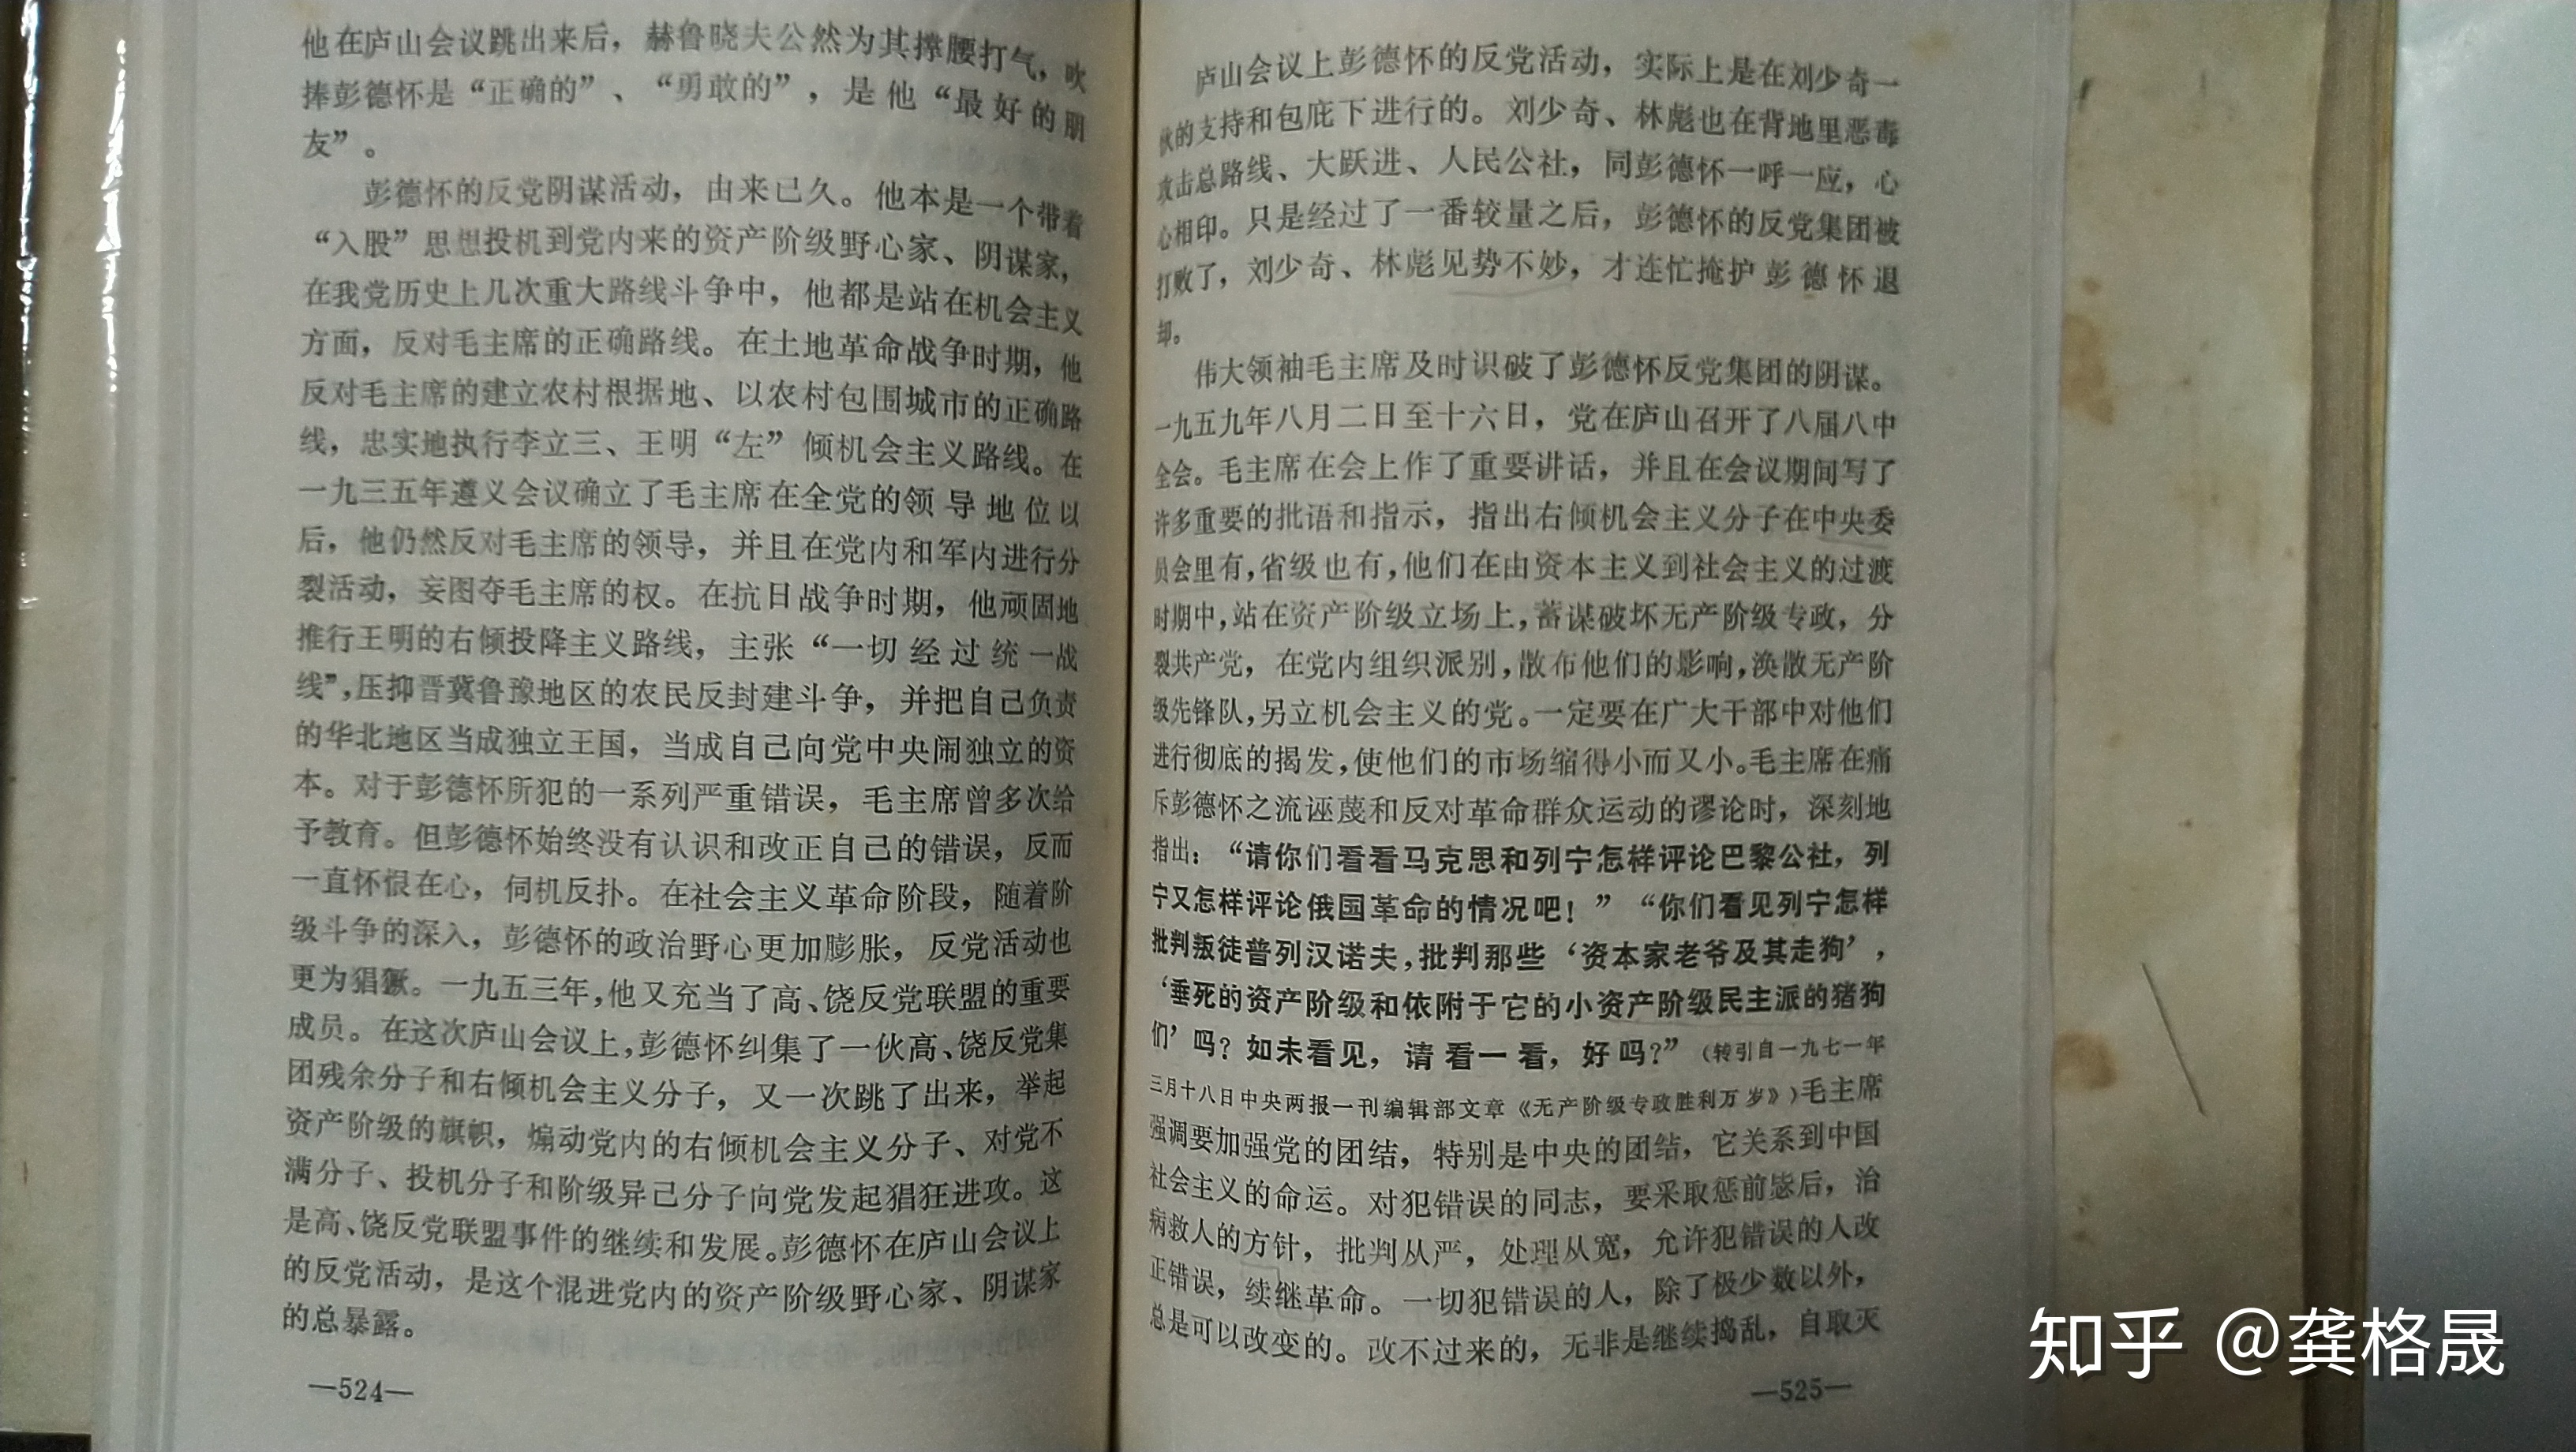 他在庐山会议跳出来后，赫鲁晓夫公然为其撑腰打气，吹
捧彭德怀是“正确的”、“勇敢的”，是他“最好的朋
友”。
彭德怀的反党阴谋活动，由来已久。他本是一个带着
“入股”思想投机到党内来的资产阶级野心家、阴谋家，
在我党历史上几次重大路线斗争中，他都是站在机会主义
方面，反对毛主席的正确路线。在土地革命战争时期，他
反对毛主席的建立农村根据地、以农村包围城市的正确路
线，忠实地执行李立三、王明“左”倾机会主义路线。在
一九三五年遵义会议确立了毛主席在全党的领导地位以
后，他仍然反对毛主席的领导，并且在党内和军内进行分
裂活动，妄图夺毛主席的权。在抗日战争时期，他顽固地
推行王明的右倾投降主义路线，主张“一切经过统一战
线”，压抑晋冀鲁豫地区的农民反封建斗争，并把自己负责
的华北地区当成独立王国，当成自己向党中央闹独立的资
本。对于彭德怀所犯的一系列严重错误，毛主席曾多次给
予教育。但彭德怀始终没有认识和改正自己的错误，反而
一直怀恨在心，伺机反扑。在社会主义革命阶段，随着阶
级斗争的深入，彭德怀的政治野心更加膨胀，反党活动也
更为猖獗。一九五三年，他又充当了高、饶反党联盟的重要
成员。在这次庐山会议上，彭德怀纠集了一伙高、饶反党集
团残余分子和右倾机会主义分子，又一次跳了出来，举起
资产阶级的旗帜，煽动党内的右倾机会主义分子、对党不
满分子、投机分子和阶级异己分子向党发起猖狂进攻。这
是高、饶反党联盟事件的继续和发展。彭德怀在庐山会议上
的反党活动，是这个混进党内的资产阶级野心家、阴谋家
的总暴露。
—524—
庐山会议上彭德怀的反党活动，实际上是在刘少奇一
伙的支持和包庇下进行的。刘少奇、林彪也在背地里恶毒
攻击总路线、大跃进、人民公社，同彭德怀一呼一应，心
心相印。只是经过了一番较量之后，彭德怀的反党集团被
打败了，刘少奇、林彪见势不妙，才连忙掩护彭德怀退
却。
伟大领袖毛主席及时识破了彭德怀反党集团的阴谋。
一九五九年八月二日至十六日，党在庐山召开了八届八中
全会。毛主席在会上作了重要讲话，并且在会议期间写了
许多重要的批语和指示，指出右倾机会主义分子在中央委
员会里有，省级也有，他们在由资本主义到社会主义的过渡
时期中，站在资产阶级立场上，蓄谋破坏无产阶级专政，分
裂共产党，在党内组织派别，散布他们的影响，涣散无产阶
级先锋队，另立机会主义的党。一定要在广大干部中对他们
进行彻底的揭发，使他们的市场缩得小而又小。毛主席在痛
斥彭德怀之流诬蔑和反对革命群众运动的谬论时，深刻地
指出：“请你们看看马克思和列宁怎样评论巴黎公社，列
宁又怎样评论俄国革命的情况吧！”“你们看见列宁怎样
批判叛徒普列汉诺夫，批判那些‘资本家老爷及其走狗’，
‘垂死的资产阶级和依附于它的小资产阶级民主派的猪狗
们’吗？如未看见，请看一看，好吗？”（转引自一九七一年
三月十八日中央两报一刊编辑部文章《无产阶级专政胜利万岁》）毛主席
强调要加强党的团结，特别是中央的团结，它关系到中国
社会主义的命运。对犯错误的同志，要采取惩前毖后，治
病救人的方针，批判从严，处理从宽，允许犯错误的人改
正错误，续继革命。一切犯错误的人，除了极少数以外，
总是可以改变的。改不过来的，无非是继续捣乱，自取灭
—525—
知乎 @龚格晟